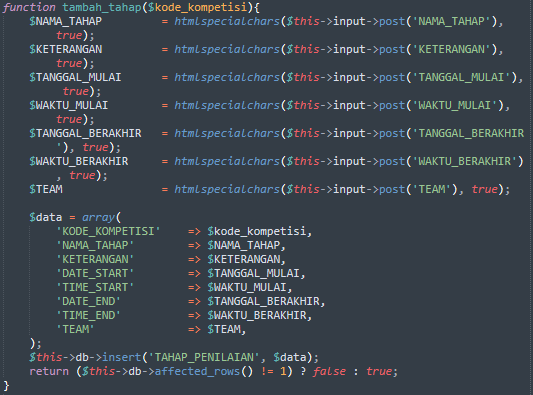 function tambah_tahap($kode_kompetisi){
$NAMA_TAHAP = htmlspecialchars($this->input->post('NAMA_TAHAP'),
true);
$KETERANGAN = htmlspecialchars($this->input->post('KETERANGAN'),
true);
$TANGGAL_MULAI = htmlspecialchars($this->input->post('TANGGAL_MULAI'),
true);
$WAKTU_MULAI = htmlspecialchars($this->input->post('WAKTU_MULAI'),
true);
$TANGGAL_BERAKHIR = htmlspecialchars($this->input->post('TANGGAL_BERAKHIR
'), true);
$WAKTU_BERAKHIR = htmlspecialchars($this->input->post('WAKTU_BERAKHIR')
, true);
$TEAM = htmlspecialchars($this->input->post('TEAM'), true);
$data = array(
'KODE_KOMPETISI' => $kode_kompetisi,
'NAMA_TAHAP' => $NAMA_TAHAP,
'KETERANGAN' => $KETERANGAN,
'DATE_START' => $TANGGAL_MULAI,
'TIME_START' => $WAKTU_MULAI,
'DATE_END' => $TANGGAL_BERAKHIR,
'TIME_END' => $WAKTU_BERAKHIR,
'TEAM' => $TEAM,
);
$this->db->insert('TAHAP_PENILAIAN', $data);
return ($this->db->affected_rows() != 1) ? false : true;
}